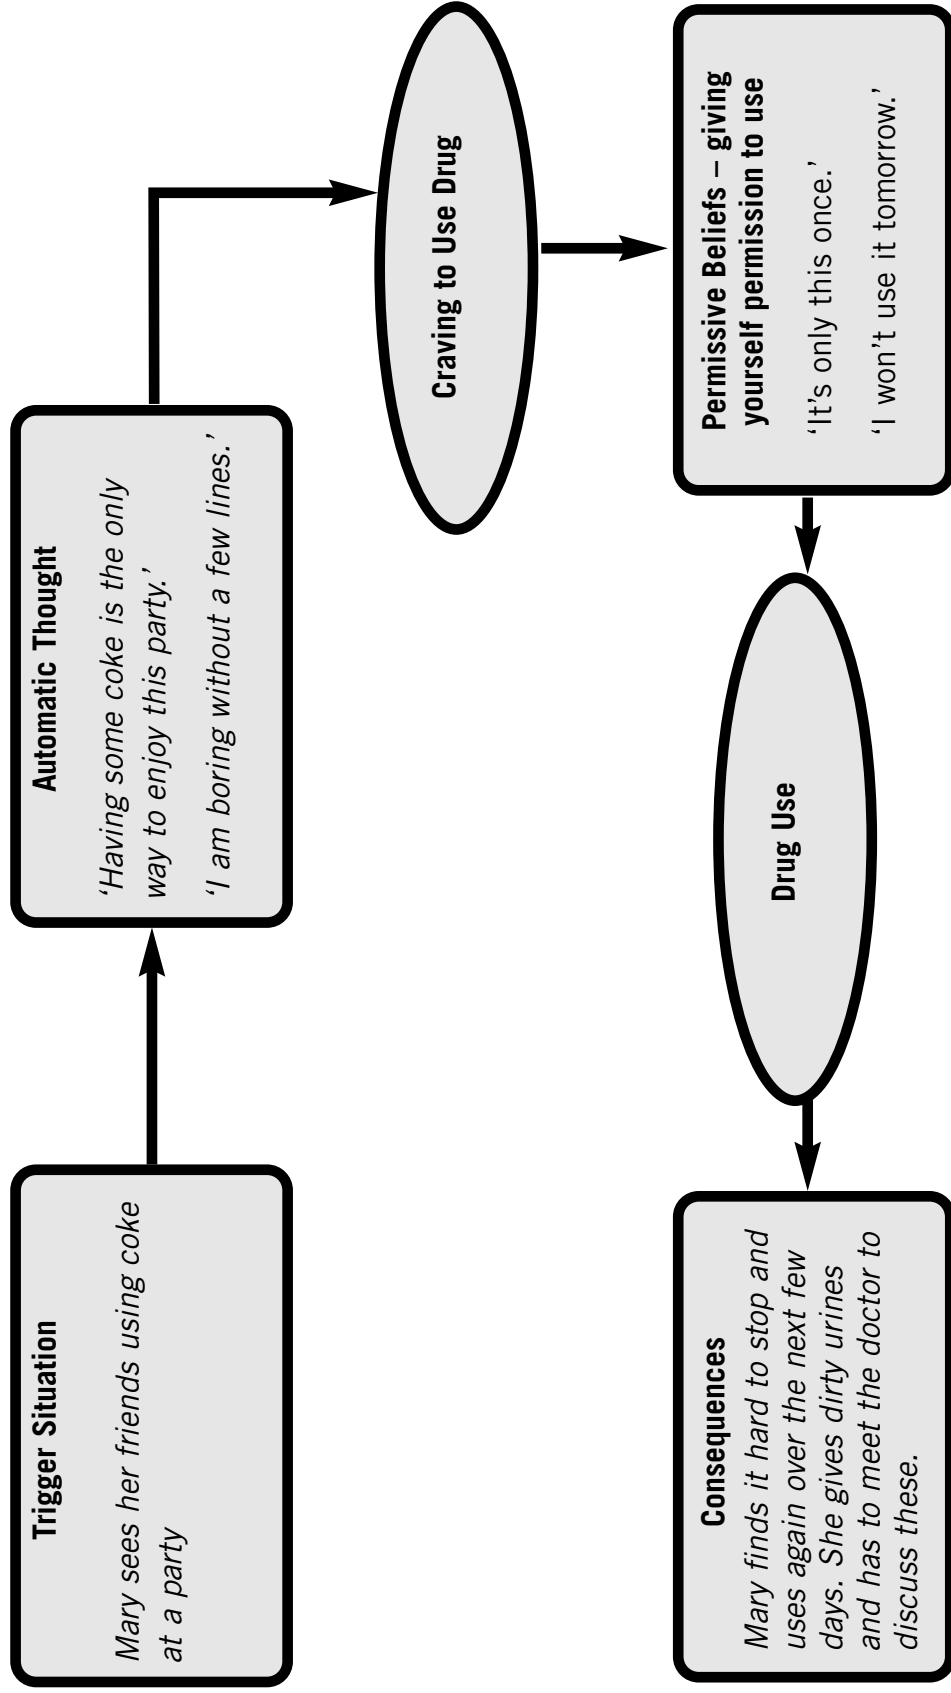 Trigger Situation
Mary sees her friends using coke
at a party
Automatic Thought
‘Having some coke is the only
way to enjoy this party.’
‘I am boring without a few lines.’
Craving to Use Drug
Permissive Beliefs – giving
yourself permission to use
‘It’s only this once.’
‘I won’t use it tomorrow.’
Drug Use
Consequences
Mary finds it hard to stop and
uses again over the next few
days. She gives dirty urines
and has to meet the doctor to
discuss these.